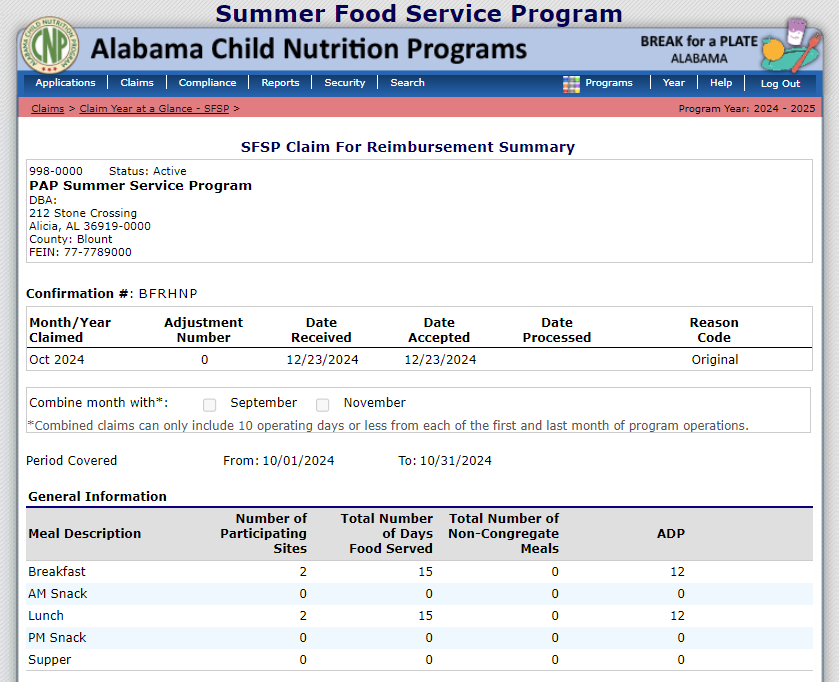 Summer Food Service Program
ALABAMA CHILD NUTRITION PROGRAM
CNP
Alabama Child Nutrition Programs
BREAK for a PLATE
ALABAMA
Applications Claims Compliance Reports Security Search Programs Year Help Log Out
Claims > Claim Year at a Glance - SFSP > Program Year: 2024 - 2025
SFSP Claim For Reimbursement Summary
998-0000 Status: Active
PAP Summer Service Program
DBA:
212 Stone Crossing
Alicia, AL 36919-0000
County: Blount
FEIN: 77-7789000
Confirmation #: BFRHNP
Month/Year Adjustment Date Date Date Reason
Claimed Number Received Accepted Processed Code
Oct 2024 0 12/23/2024 12/23/2024 Original
Combine month with*: September November
*Combined claims can only include 10 operating days or less from each of the first and last month of program operations.
Period Covered From: 10/01/2024 To: 10/31/2024
General Information
Number of Total Number Total Number of
Meal Description Participating of Days Non-Congregate ADP
Sites Food Served Meals
Breakfast 2 15 0 12
AM Snack 0 0 0 0
Lunch 2 15 0 12
PM Snack 0 0 0 0
Supper 0 0 0 0